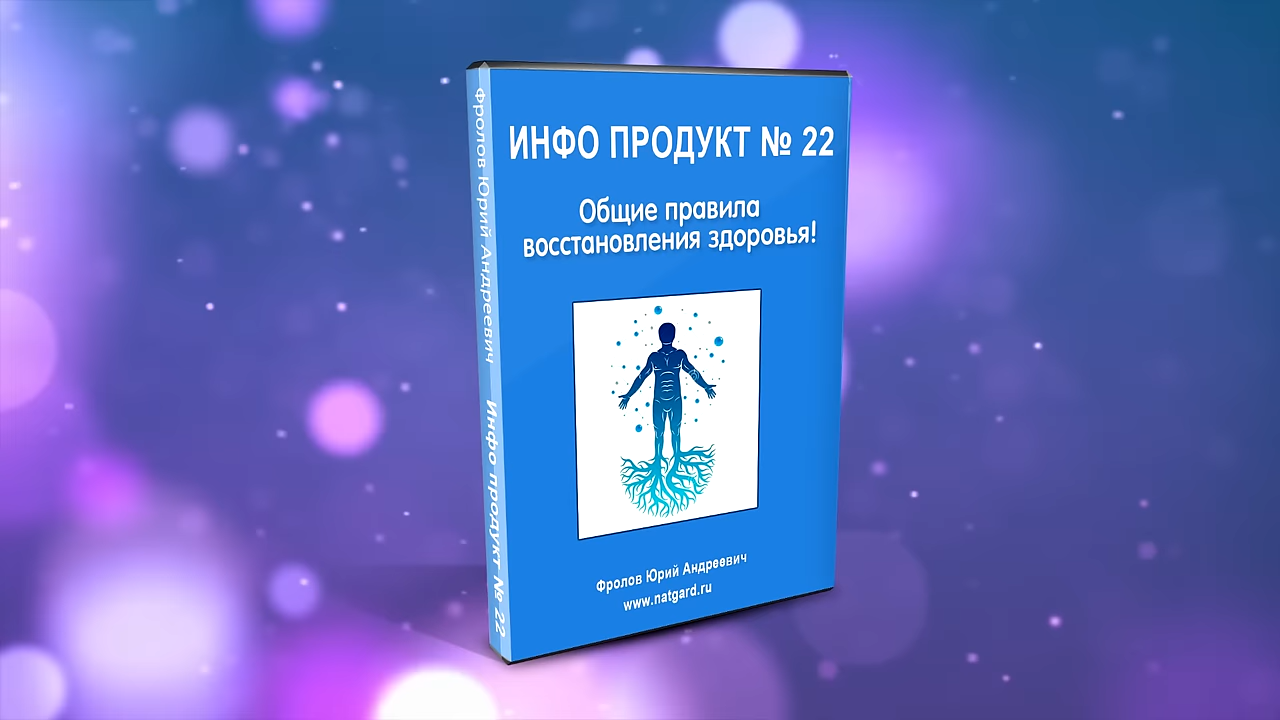 ИНФО ПРОДУКТ № 22
Общие правила
восстановления здоровья!
Фролов Юрий Андреевич
www.natgard.ru
Фролов Юрий Андреевич Инфо продукт № 22